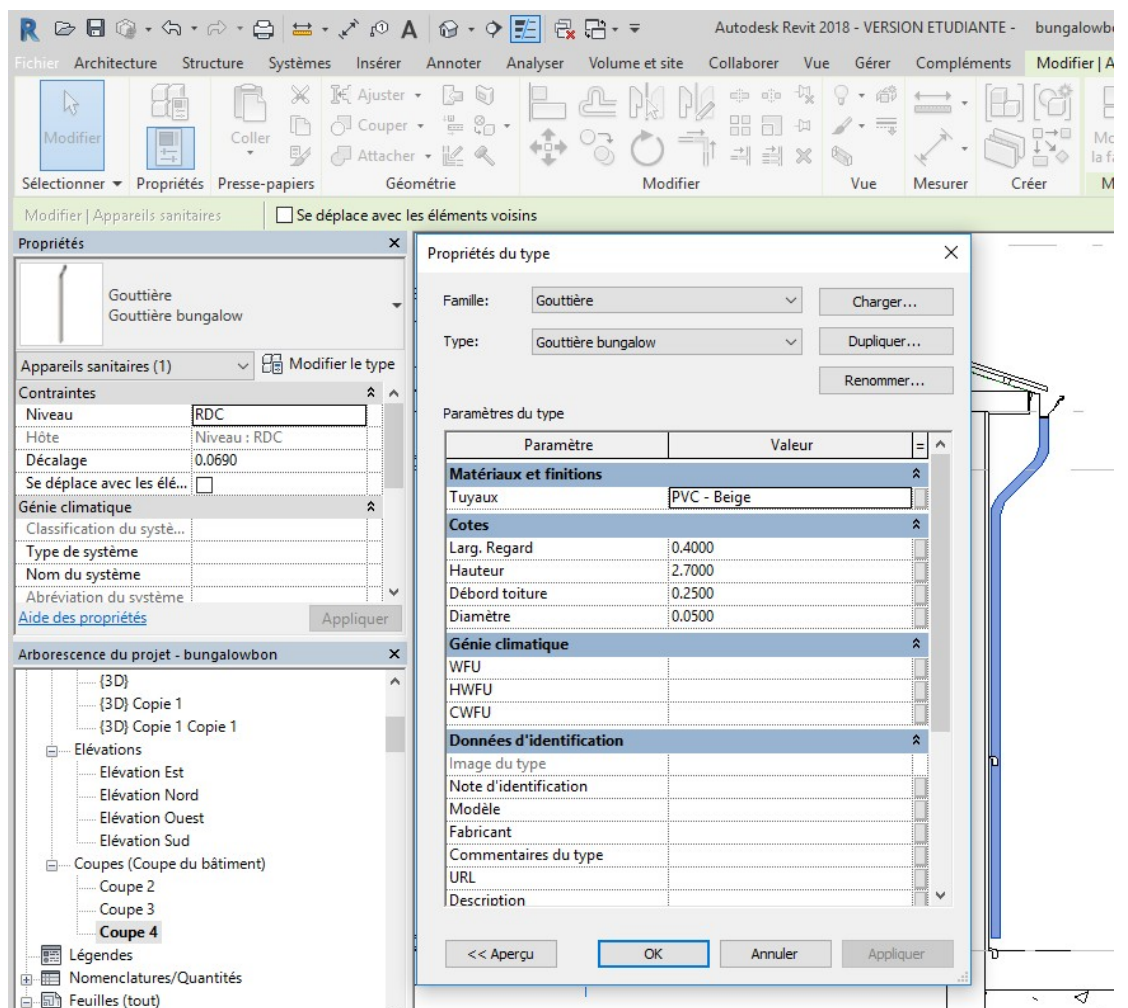 Autodesk Revit 2018 - VERSION ETUDIANTE - bungalowb
Fichier Architecture Structure Systèmes Insérer Annoter Analyser Volume et site Collaborer Vue Gérer Compléments Modifier | A
Modifier
Coller
Ajuster
Couper
Attacher
Mo
la fa
Sélectionner Propriétés Presse-papiers Géométrie Modifier Vue Mesurer Créer M
Modifier | Appareils sanitaires Se déplace avec les éléments voisins
Propriétés
Gouttière
Gouttière bungalow
Appareils sanitaires (1) Modifier le type
Contraintes
Niveau RDC
Hôte Niveau : RDC
Décalage 0.0690
Se déplace avec les élé...
Génie climatique
Classification du systè...
Type de système
Nom du système
Abréviation du système
Aide des propriétés Appliquer
Arborescence du projet - bungalowbon
{3D}
{3D} Copie 1
{3D} Copie 1 Copie 1
Elévations
Elévation Est
Elévation Nord
Elévation Ouest
Elévation Sud
Coupes (Coupe du bâtiment)
Coupe 2
Coupe 3
Coupe 4
Légendes
Nomenclatures/Quantités
Feuilles (tout)
Propriétés du type
Famille: Gouttière Charger...
Type: Gouttière bungalow Dupliquer...
Renommer...
Paramètres du type
Paramètre Valeur =
Matériaux et finitions
Tuyaux PVC - Beige
Cotes
Larg. Regard 0.4000
Hauteur 2.7000
Débord toiture 0.2500
Diamètre 0.0500
Génie climatique
WFU
HWFU
CWFU
Données d'identification
Image du type
Note d'identification
Modèle
Fabricant
Commentaires du type
URL
Description
<< Aperçu OK Annuler Appliquer